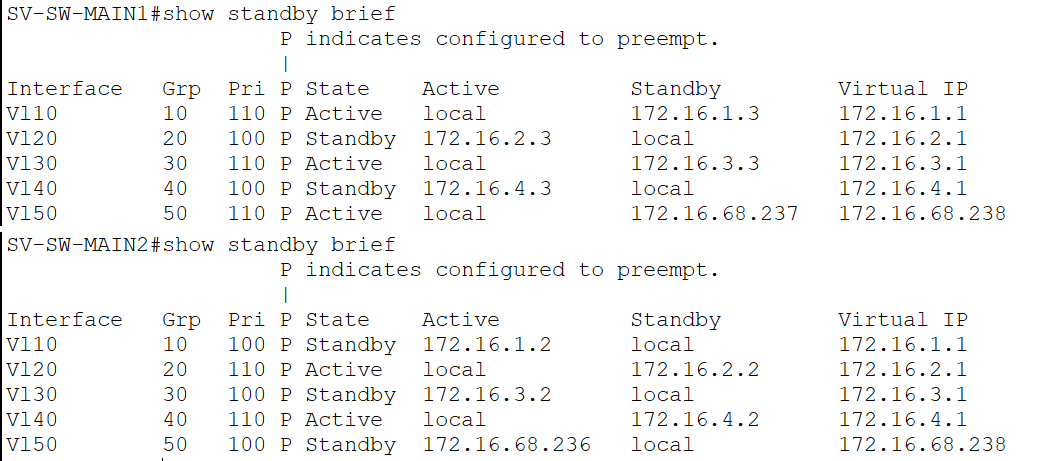 SV-SW-MAIN1#show standby brief
                     P indicates configured to preempt.
                     |
Interface   Grp  Pri P State   Active          Standby         Virtual IP
Vl10        10   110 P Active  local           172.16.1.3      172.16.1.1
Vl20        20   100 P Standby 172.16.2.3      local           172.16.2.1
Vl30        30   110 P Active  local           172.16.3.3      172.16.3.1
Vl40        40   100 P Standby 172.16.4.3      local           172.16.4.1
Vl50        50   110 P Active  local           172.16.68.237   172.16.68.238
SV-SW-MAIN2#show standby brief
                     P indicates configured to preempt.
                     |
Interface   Grp  Pri P State   Active          Standby         Virtual IP
Vl10        10   100 P Standby 172.16.1.2      local           172.16.1.1
Vl20        20   110 P Active  local           172.16.2.2      172.16.2.1
Vl30        30   100 P Standby 172.16.3.2      local           172.16.3.1
Vl40        40   110 P Active  local           172.16.4.2      172.16.4.1
Vl50        50   100 P Standby 172.16.68.236   local           172.16.68.238